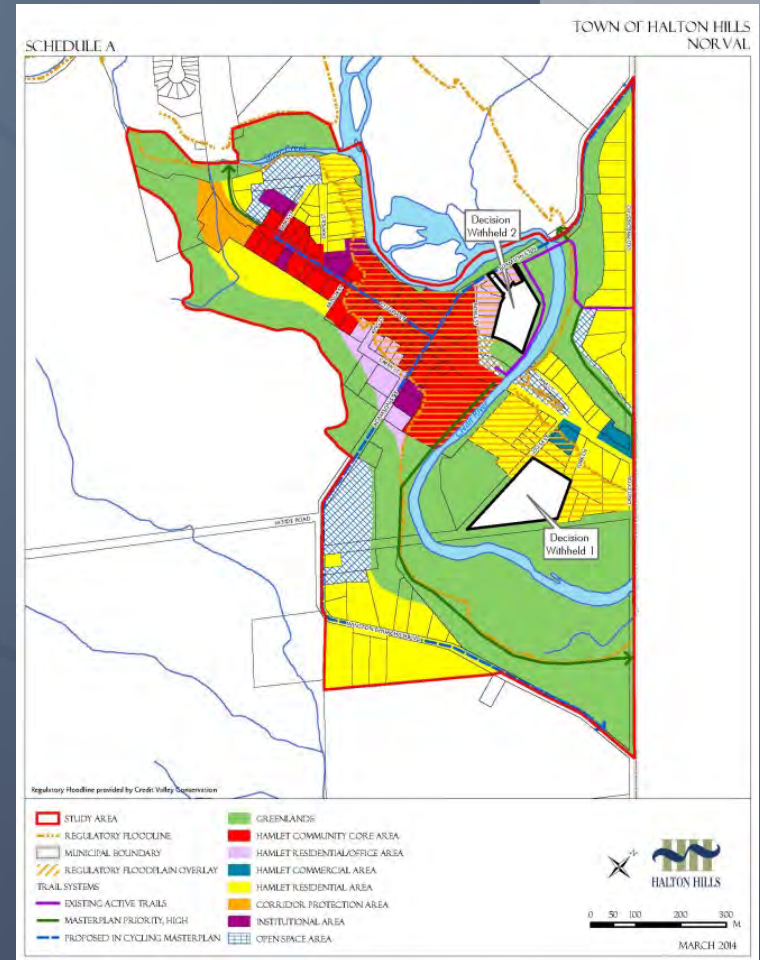 TOWN OF HALTON HILLS
SCHEDULE A
NORVAL
Decision
Withheld 2
Decision
Withheld 1
Regulatory Floodline provided by Credit Valley Conservation
STUDY AREA
REGULATORY FLOODLINE
MUNICIPAL BOUNDARY
REGULATORY FLOODPLAIN OVERLAY
TRAIL SYSTEMS
EXISTING ACTIVE TRAILS
MASTERPLAN PRIORITY, HIGH
PROPOSED IN CYCLING MASTERPLAN
GREENLANDS
HAMLET COMMUNITY CORE AREA
HAMLET RESIDENTIAL/OFFICE AREA
HAMLET COMMERCIAL AREA
HAMLET RESIDENTIAL AREA
CORRIDOR PROTECTION AREA
INSTITUTIONAL AREA
OPEN SPACE AREA
HALTON HILLS
0 50 100 200 300
M
MARCH 2014